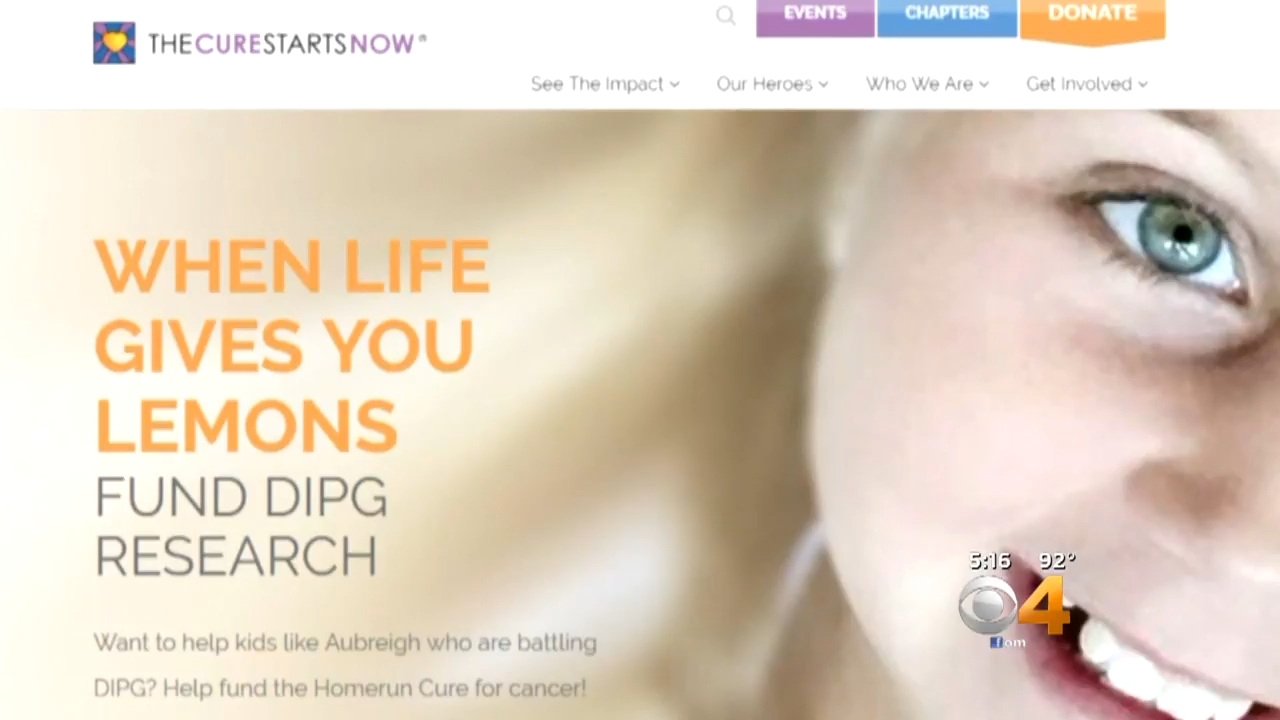 EVENTS CHAPTERS DONATE
THECURESTARTSNOW®
See The Impact Our Heroes Who We Are Get Involved
WHEN LIFE
GIVES YOU
LEMONS
FUND DIPG
RESEARCH
5:16 92°
4
Want to help kids like Aubreigh who are battling
DIPG? Help fund the Homerun Cure for cancer!